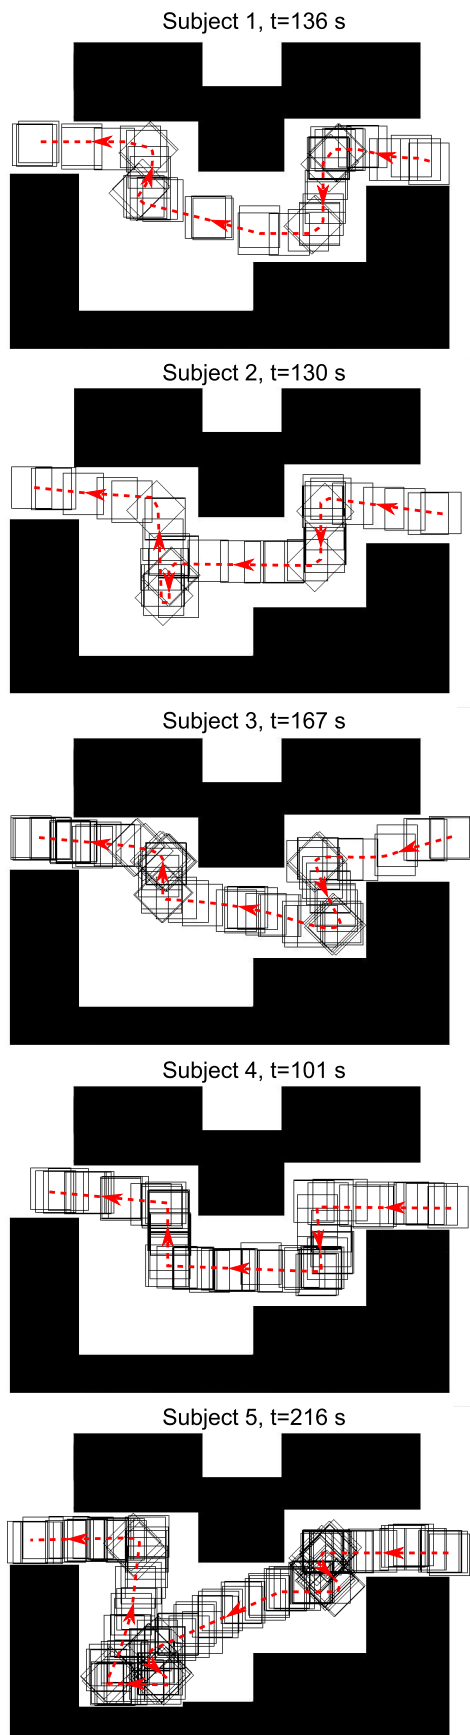 Subject 1, t=136 s
Subject 2, t=130 s
Subject 3, t=167 s
Subject 4, t=101 s
Subject 5, t=216 s